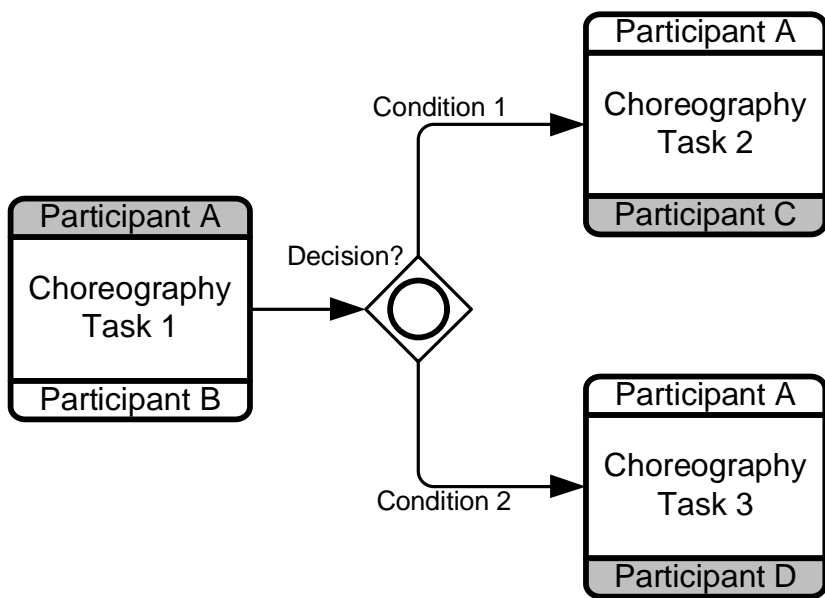 Participant A
Choreography
Task 1
Participant B
Decision?
Condition 1
Participant A
Choreography
Task 2
Participant C
Condition 2
Participant A
Choreography
Task 3
Participant D